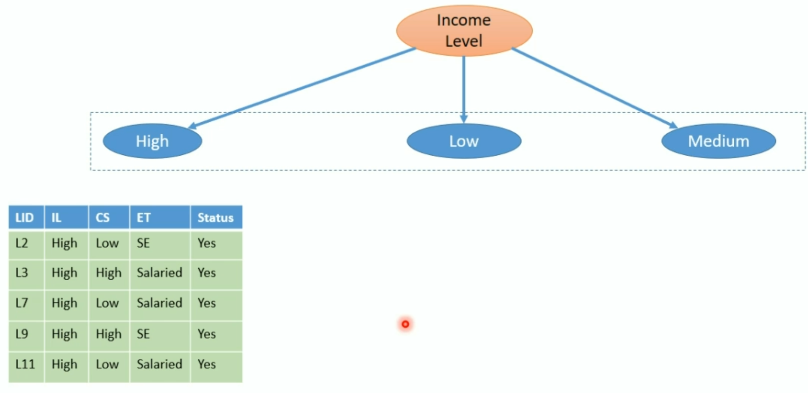 Income
Level
High Low Medium
LID IL CS ET Status
L2 High Low SE Yes
L3 High High Salaried Yes
L7 High Low Salaried Yes
L9 High High SE Yes
L11 High Low Salaried Yes